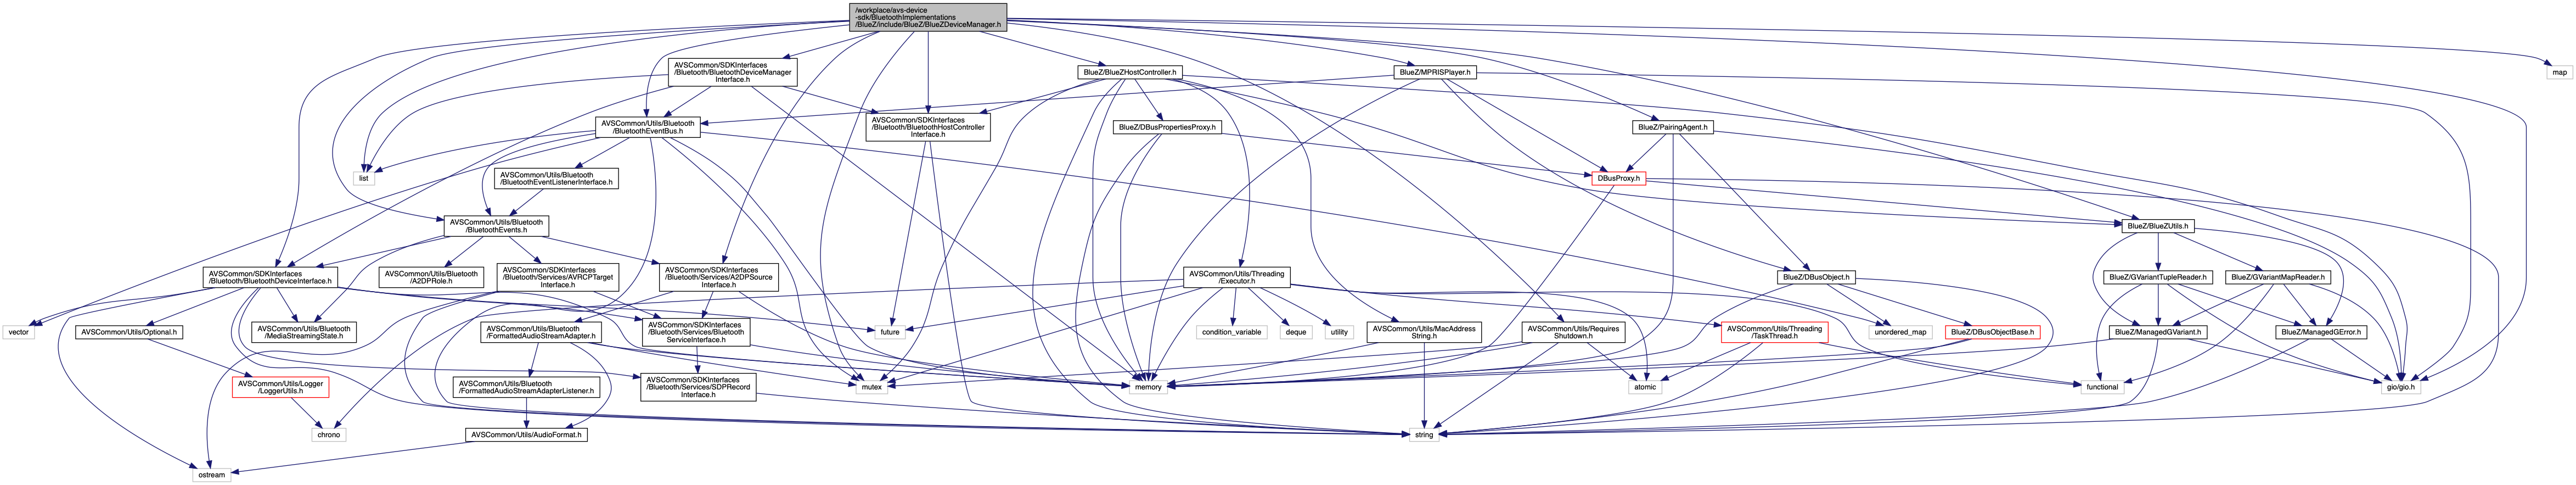 /workplace/avs-device
-sdk/BluetoothImplementations
/BlueZ/include/BlueZ/BlueZDeviceManager.h
AVSCommon/SDKInterfaces
/Bluetooth/BluetoothDeviceManager
Interface.h
BlueZ/BlueZHostController.h
BlueZ/MPRISPlayer.h
map
AVSCommon/Utils/Bluetooth
/BluetoothEventBus.h
AVSCommon/SDKInterfaces
/Bluetooth/BluetoothHostController
Interface.h
BlueZ/DBusPropertiesProxy.h
BlueZ/PairingAgent.h
list
AVSCommon/Utils/Bluetooth
/BluetoothEventListenerInterface.h
DBusProxy.h
AVSCommon/Utils/Bluetooth
/BluetoothEvents.h
BlueZ/BlueZUtils.h
AVSCommon/SDKInterfaces
/Bluetooth/BluetoothDeviceInterface.h
AVSCommon/Utils/Bluetooth
/A2DPRole.h
AVSCommon/SDKInterfaces
/Bluetooth/Services/AVRCPTarget
Interface.h
AVSCommon/SDKInterfaces
/Bluetooth/Services/A2DPSource
Interface.h
AVSCommon/Utils/Threading
/Executor.h
BlueZ/DBusObject.h
BlueZ/GVariantTupleReader.h
BlueZ/GVariantMapReader.h
vector
AVSCommon/Utils/Optional.h
AVSCommon/Utils/Bluetooth
/MediaStreamingState.h
AVSCommon/Utils/Bluetooth
/FormattedAudioStreamAdapter.h
AVSCommon/SDKInterfaces
/Bluetooth/Services/Bluetooth
ServiceInterface.h
future
condition_variable
deque
utility
AVSCommon/Utils/MacAddress
String.h
AVSCommon/Utils/Requires
Shutdown.h
AVSCommon/Utils/Threading
/TaskThread.h
unordered_map
BlueZ/DBusObjectBase.h
BlueZ/ManagedGVariant.h
BlueZ/ManagedGError.h
AVSCommon/Utils/Logger
/LoggerUtils.h
AVSCommon/Utils/Bluetooth
/FormattedAudioStreamAdapterListener.h
AVSCommon/SDKInterfaces
/Bluetooth/Services/SDPRecord
Interface.h
mutex
memory
atomic
functional
gio/gio.h
chrono
AVSCommon/Utils/AudioFormat.h
string
ostream